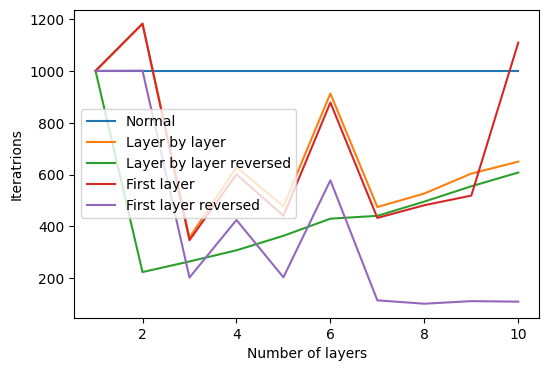 1200
1000
800
600
400
200
Iteratrions
Normal
Layer by layer
Layer by layer reversed
First layer
First layer reversed
2 4 6 8 10
Number of layers